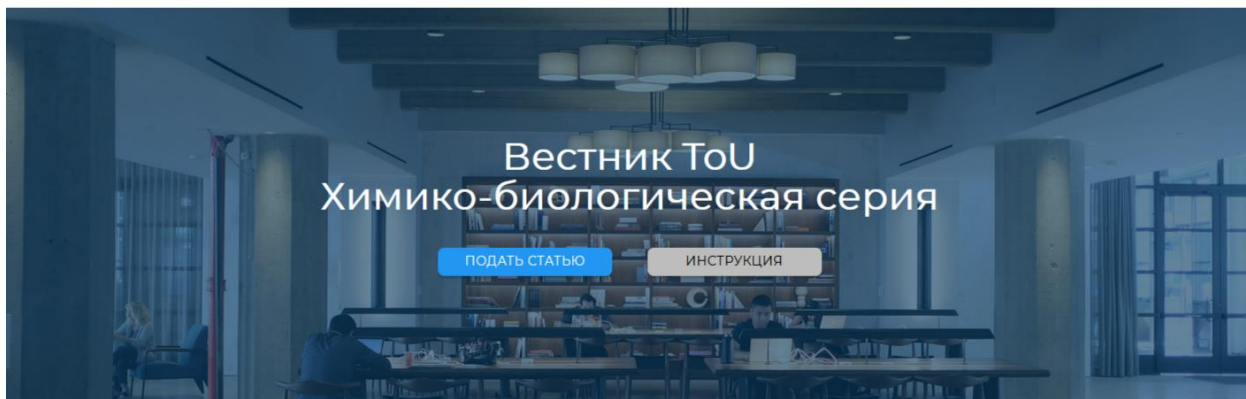 Вестник ToU
Химико-биологическая серия
ПОДАТЬ СТАТЬЮ
ИНСТРУКЦИЯ